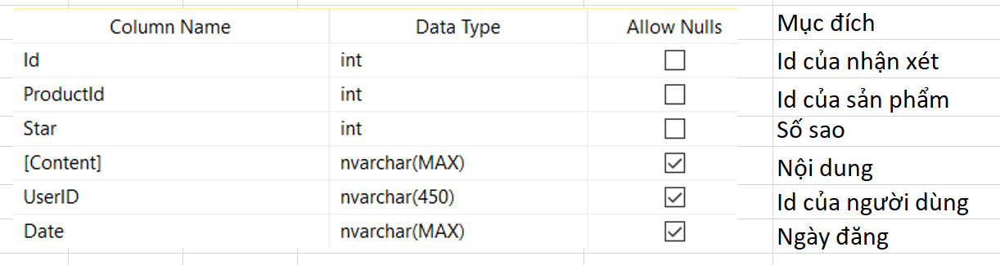 Column Name Data Type Allow Nulls Mục đích
Id int Id của nhận xét
ProductId int Id của sản phẩm
Star int Số sao
[Content] nvarchar(MAX) Nội dung
UserID nvarchar(450) Id của người dùng
Date nvarchar(MAX) Ngày đăng